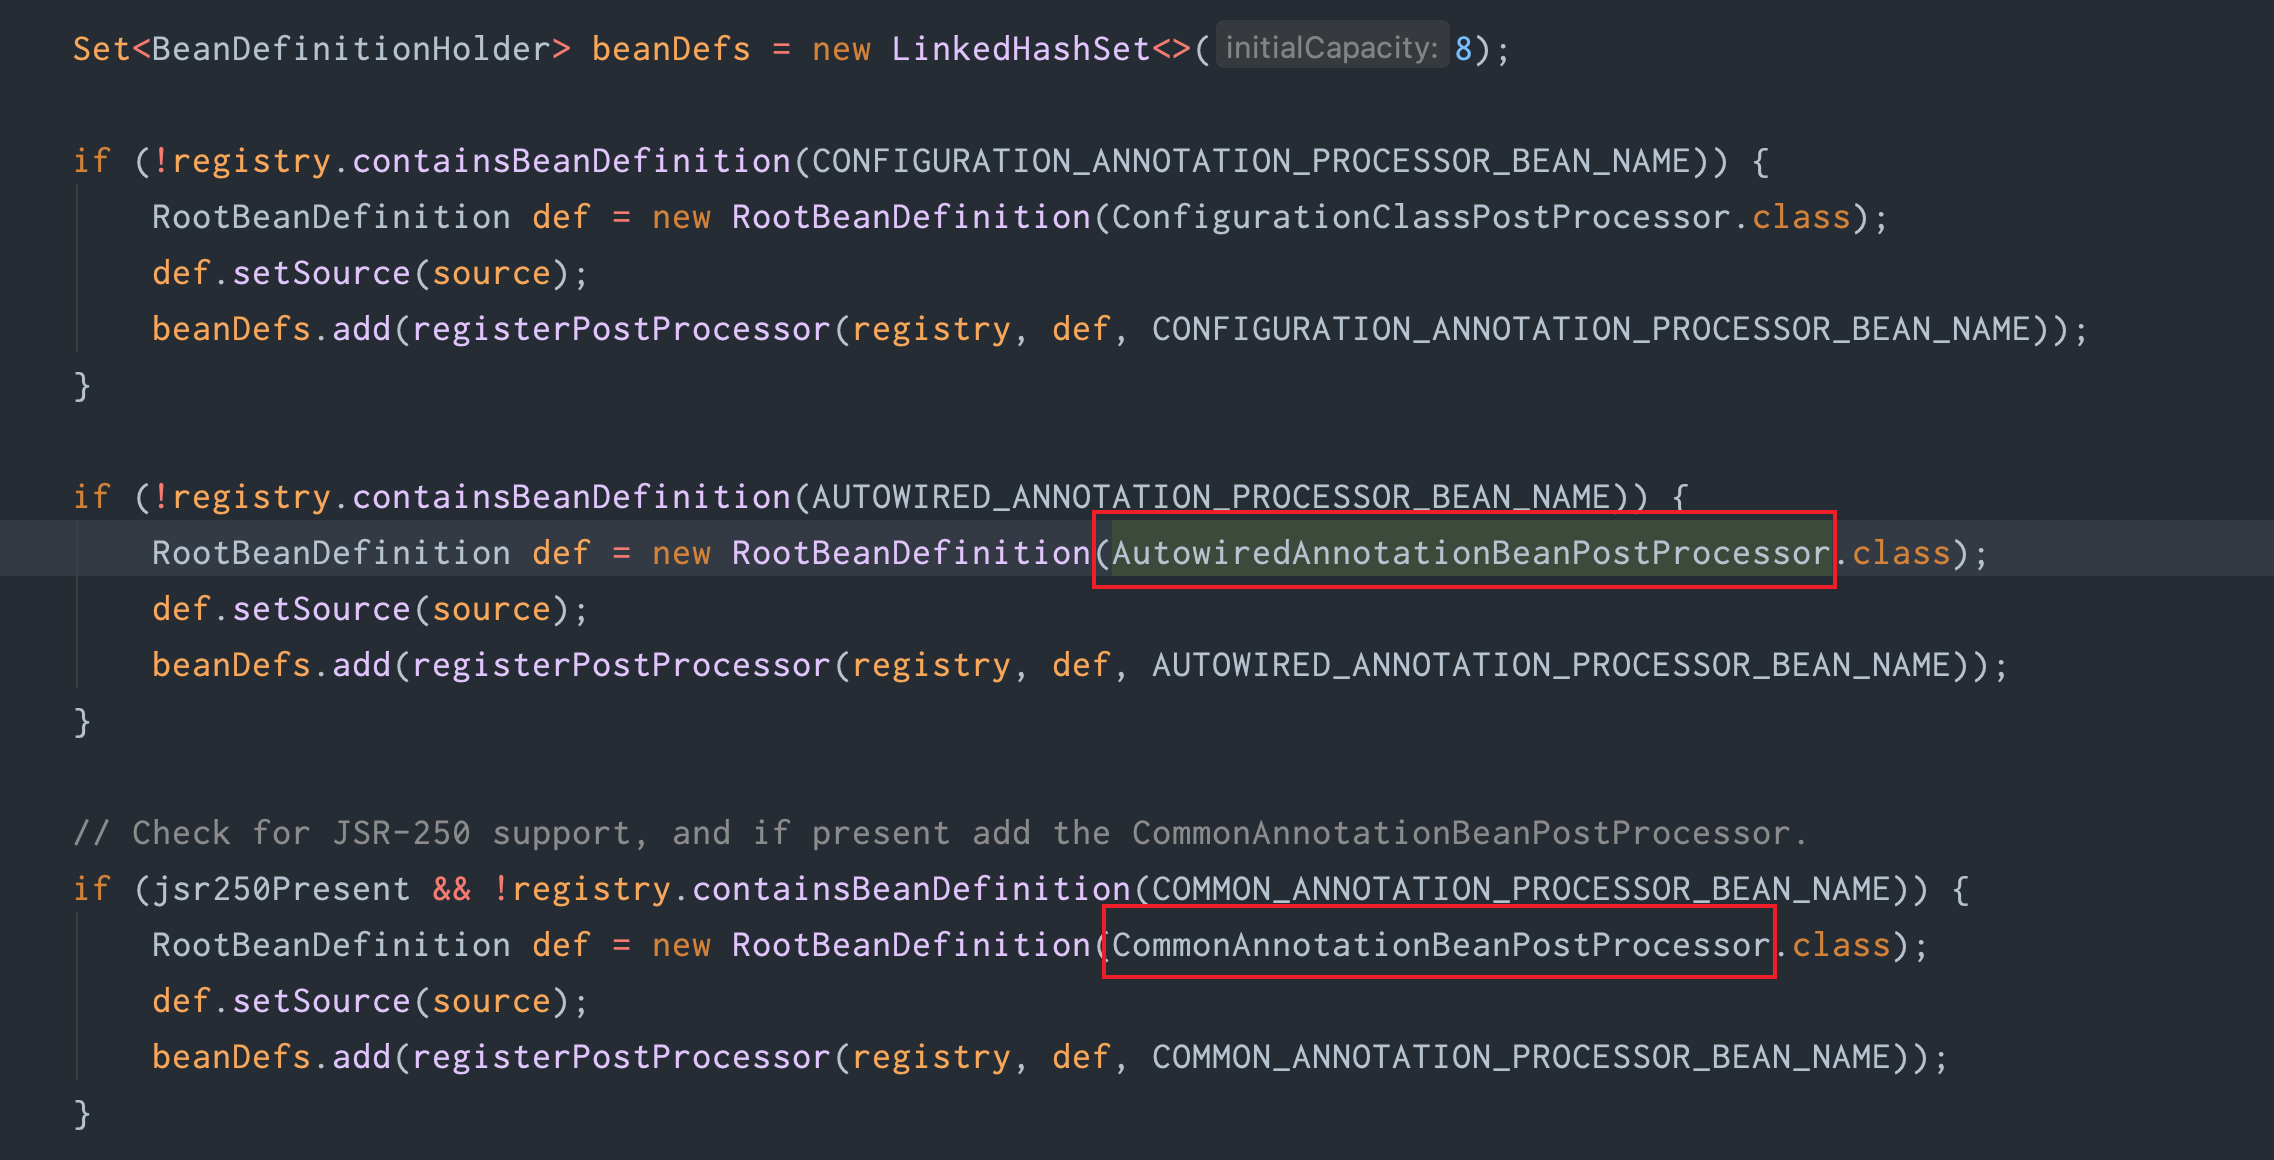 Set<BeanDefinitionHolder> beanDefs = new LinkedHashSet<>( initialCapacity: 8);
if (!registry.containsBeanDefinition(CONFIGURATION_ANNOTATION_PROCESSOR_BEAN_NAME)) {
RootBeanDefinition def = new RootBeanDefinition(ConfigurationClassPostProcessor.class);
def.setSource(source);
beanDefs.add(registerPostProcessor(registry, def, CONFIGURATION_ANNOTATION_PROCESSOR_BEAN_NAME));
}
if (!registry.containsBeanDefinition(AUTOWIRED_ANNOTATION_PROCESSOR_BEAN_NAME)) {
RootBeanDefinition def = new RootBeanDefinition(AutowiredAnnotationBeanPostProcessor.class);
def.setSource(source);
beanDefs.add(registerPostProcessor(registry, def, AUTOWIRED_ANNOTATION_PROCESSOR_BEAN_NAME));
}
// Check for JSR-250 support, and if present add the CommonAnnotationBeanPostProcessor.
if (jsr250Present && !registry.containsBeanDefinition(COMMON_ANNOTATION_PROCESSOR_BEAN_NAME)) {
RootBeanDefinition def = new RootBeanDefinition(CommonAnnotationBeanPostProcessor.class);
def.setSource(source);
beanDefs.add(registerPostProcessor(registry, def, COMMON_ANNOTATION_PROCESSOR_BEAN_NAME));
}